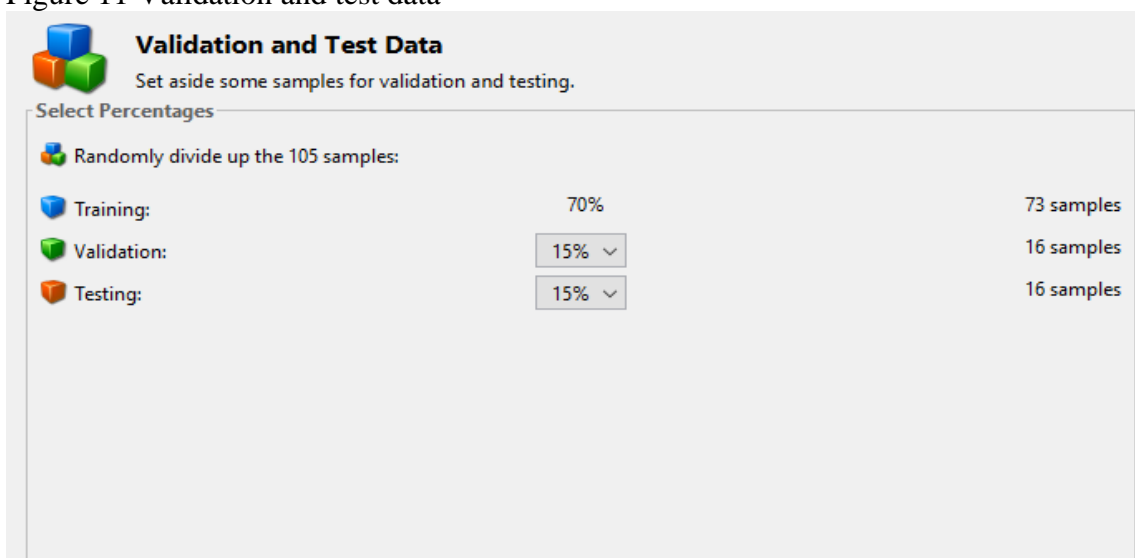 Figure 11 Validation and test data
Validation and Test Data
Set aside some samples for validation and testing.
Select Percentages
Randomly divide up the 105 samples:
Training: 70% 73 samples
Validation: 15% 16 samples
Testing: 15% 16 samples